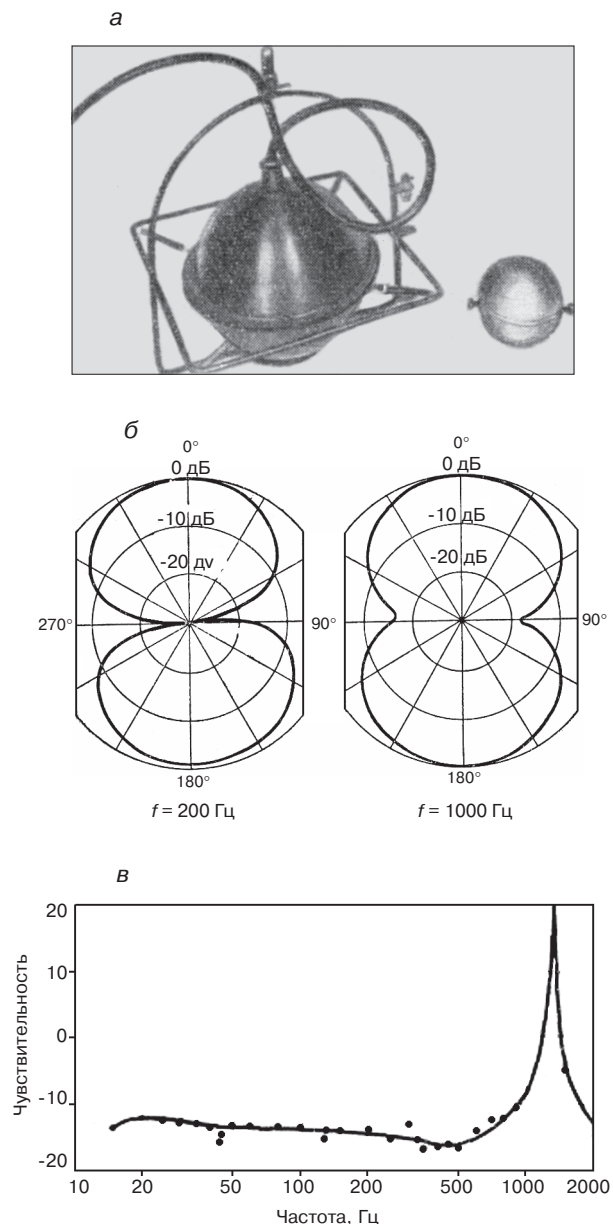 а
б
0°
0 дБ
-10 дБ
-20 дv
270°
90°
180°
f = 200 Гц
0°
0 дБ
-10 дБ
-20 дБ
90°
180°
f = 1000 Гц
в
Чувствительность
20
10
0
-10
-20
10 20 50 100 200 500 1000 2000
Частота, Гц